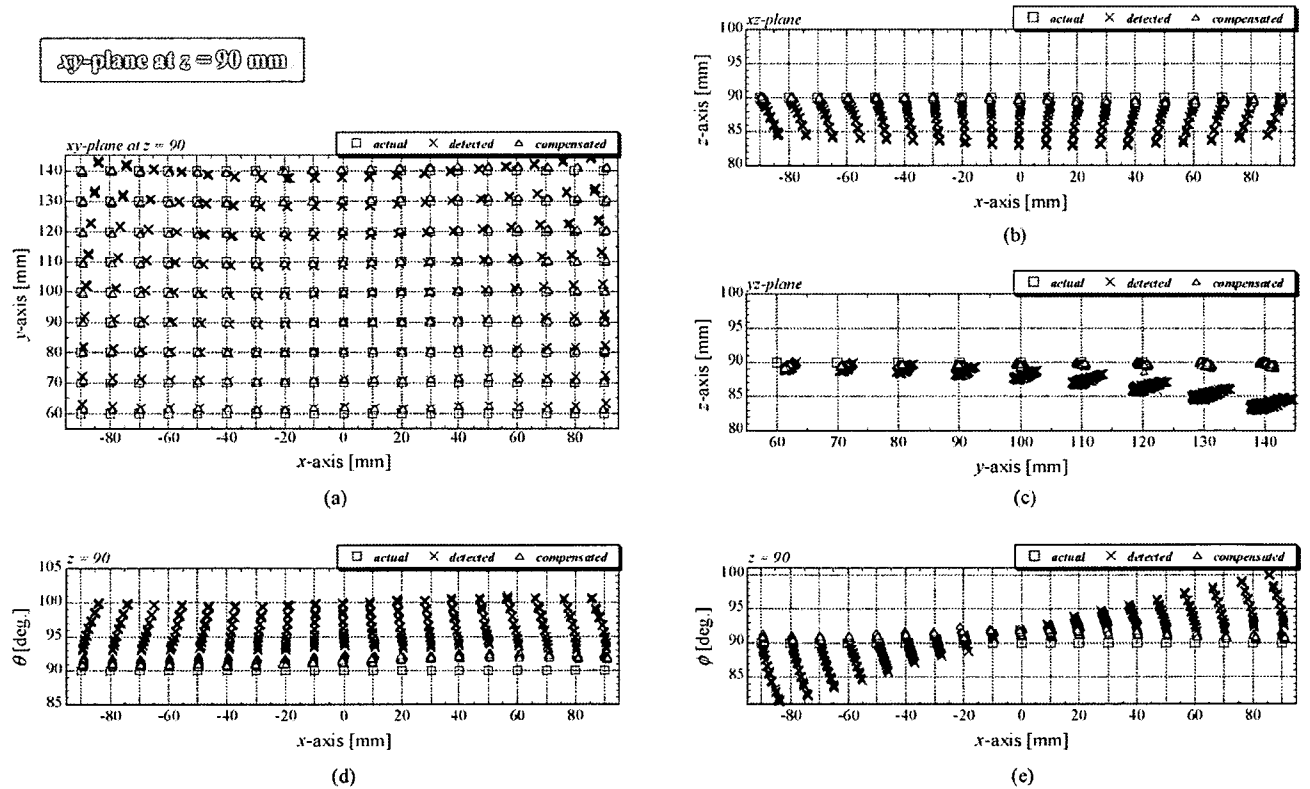 xy-plane at z = 90 mm
xy-plane at z = 90
actual detected compensated
y-axis [mm]
140
130
120
110
100
90
80
70
60
-80 -60 -40 -20 0 20 40 60 80
x-axis [mm]
(a)
xz-plane
actual detected compensated
z-axis [mm]
100
95
90
85
80
-80 -60 -40 -20 0 20 40 60 80
x-axis [mm]
(b)
yz-plane
actual detected compensated
z-axis [mm]
100
95
90
85
80
60 70 80 90 100 110 120 130 140
y-axis [mm]
(c)
z = 90
actual detected compensated
θ [deg.]
105
100
95
90
85
-80 -60 -40 -20 0 20 40 60 80
x-axis [mm]
(d)
z = 90
actual detected compensated
φ [deg.]
100
95
90
85
-80 -60 -40 -20 0 20 40 60 80
x-axis [mm]
(e)